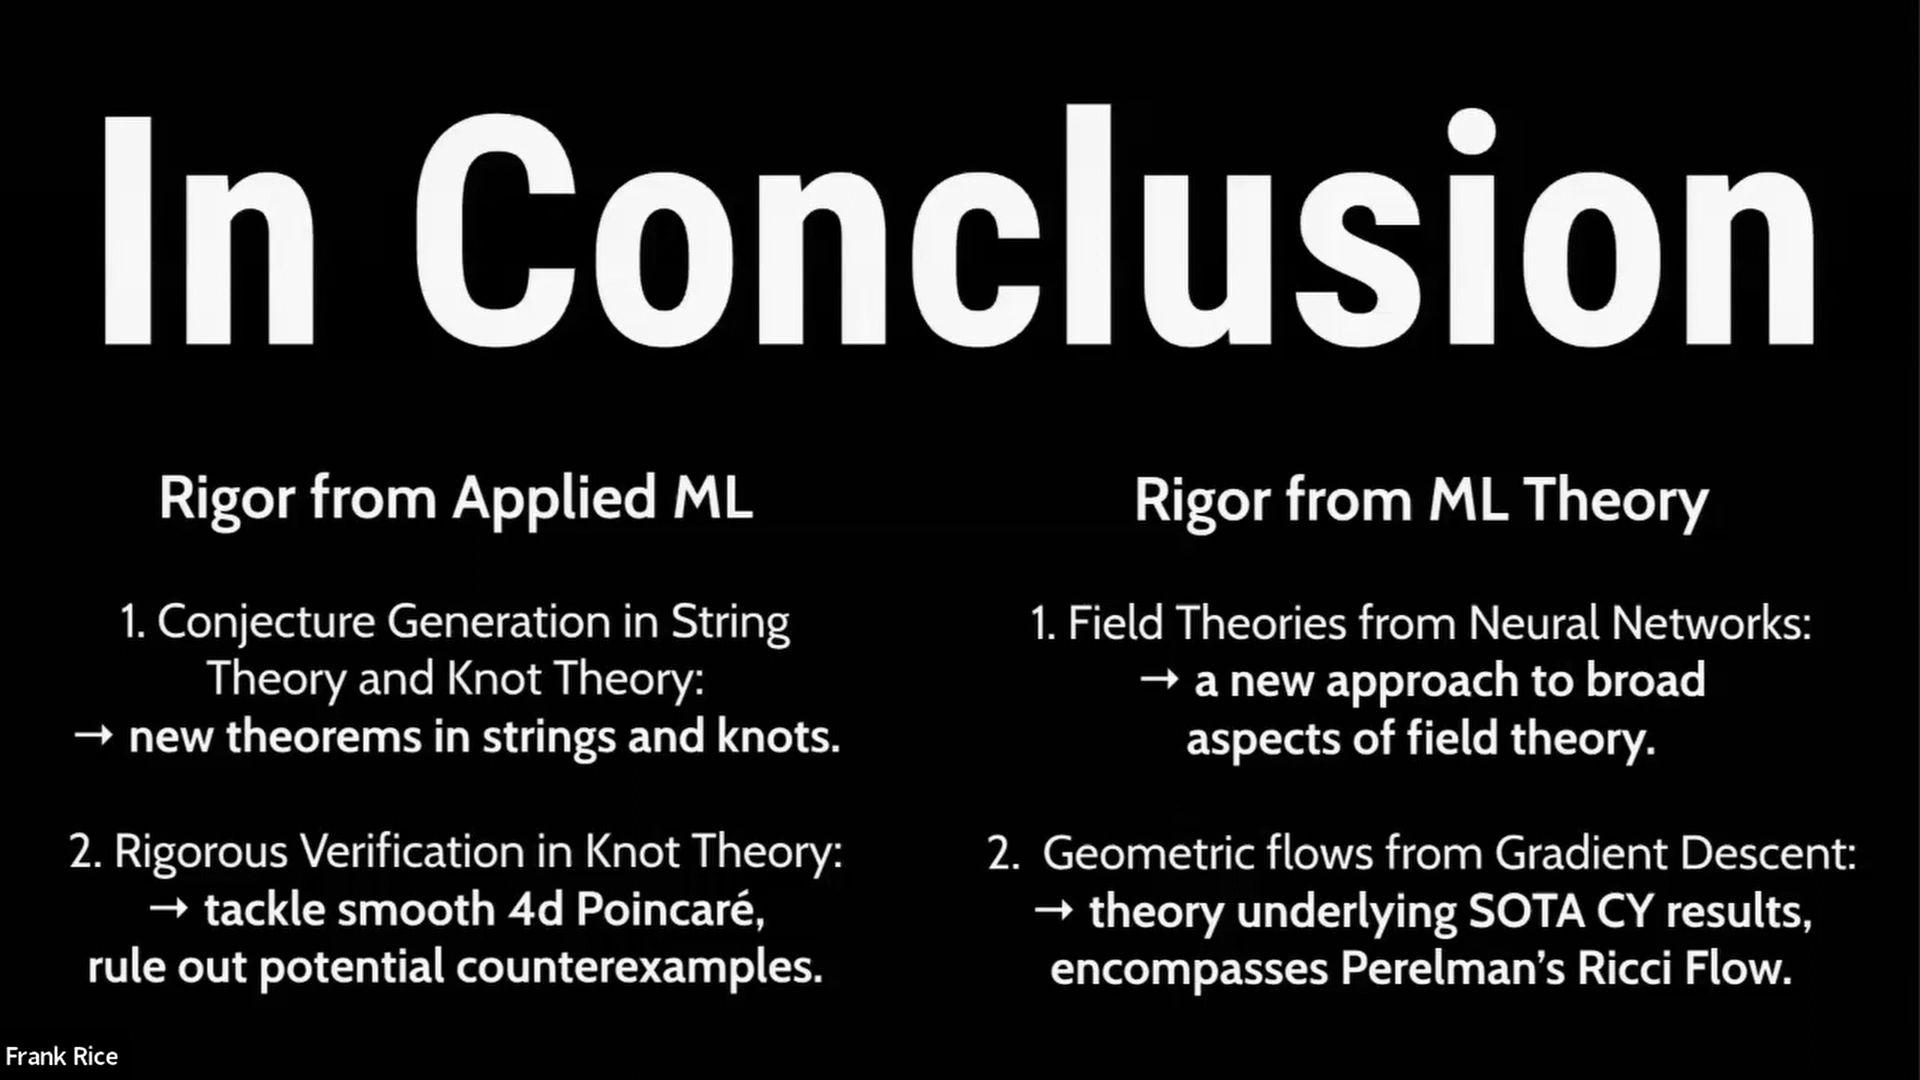 In Conclusion
Rigor from Applied ML
1. Conjecture Generation in String
Theory and Knot Theory:
→ new theorems in strings and knots.
2. Rigorous Verification in Knot Theory:
→ tackle smooth 4d Poincaré,
rule out potential counterexamples.
Rigor from ML Theory
1. Field Theories from Neural Networks:
→ a new approach to broad
aspects of field theory.
2. Geometric flows from Gradient Descent:
→ theory underlying SOTA CY results,
encompasses Perelman’s Ricci Flow.
Frank Rice